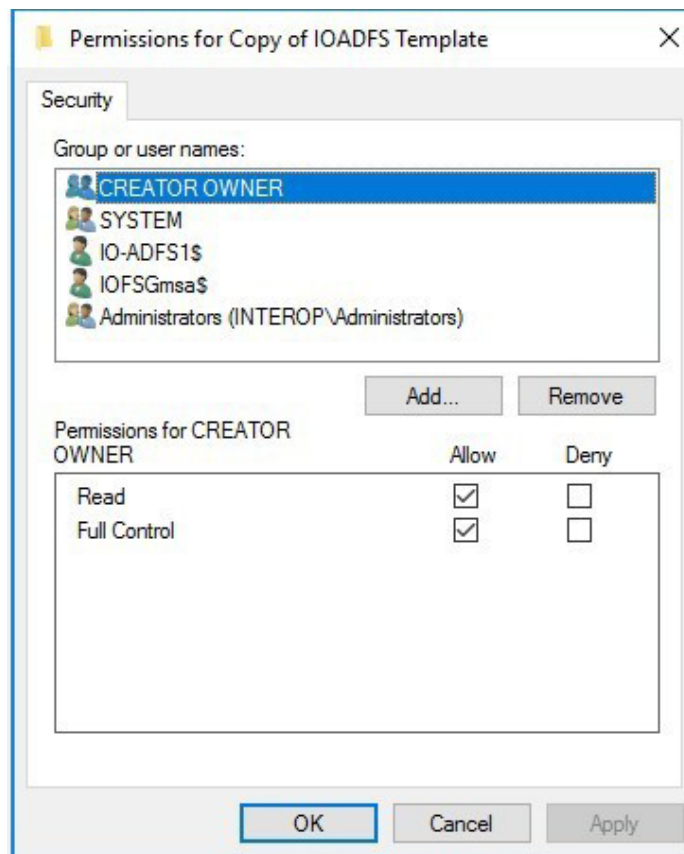 Permissions for Copy of IOADFS Template
Security
Group or user names:
CREATOR OWNER
SYSTEM
IO-ADFS1$
IOFSGmsa$
Administrators (INTEROP\Administrators)
Add...
Remove
Permissions for CREATOR
OWNER
Allow
Deny
Read
Full Control
OK
Cancel
Apply